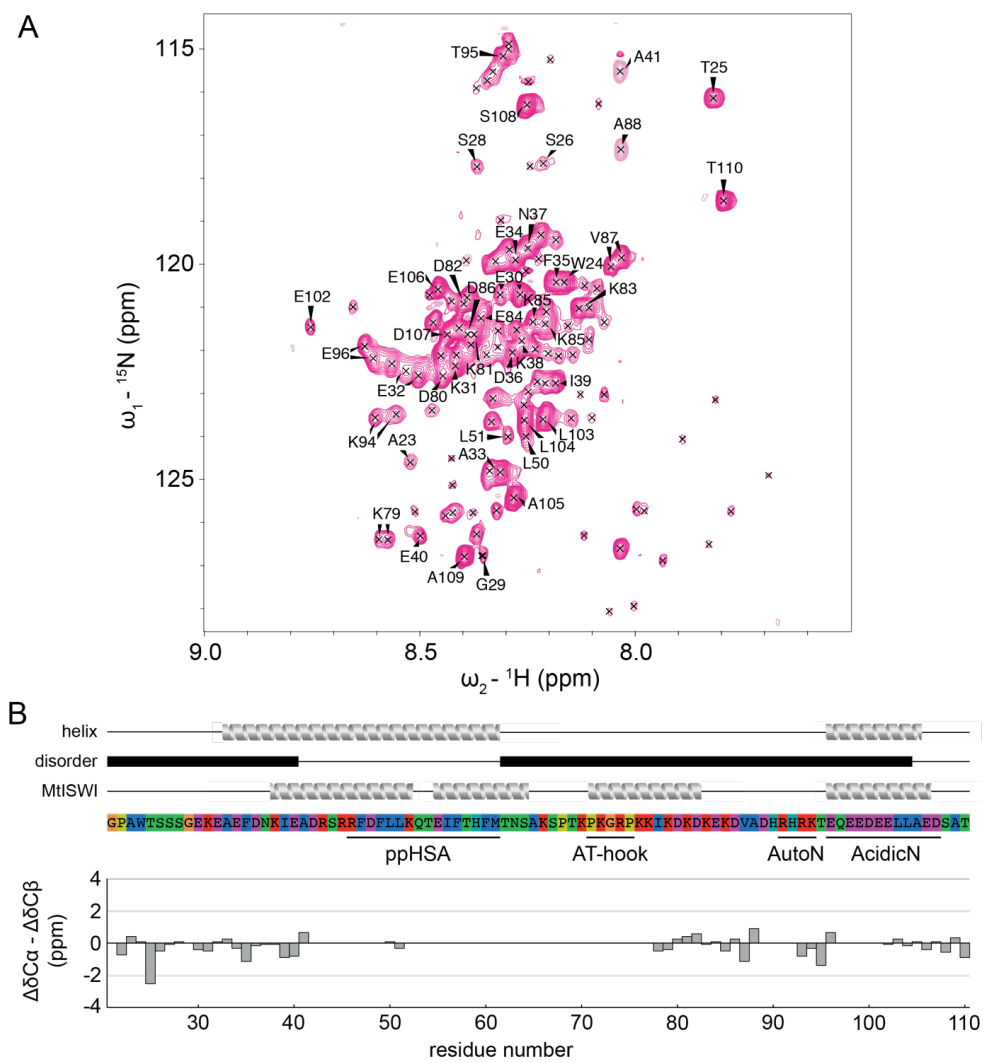 A
ω₁ - ¹⁵N (ppm)
115
120
125
T95
A41
T25
S108
A88
S28
S26
T110
N37
E34
V87
D82
F35
W24
E106
D86
E30
K83
E102
K85
E84
D107
K85
E96
K81
K38
E32
D36
I39
D80
K31
K94
L51
L103
A23
L104
A33
L50
K79
A105
E40
A109
G29
9.0 8.5 8.0
ω₂ - ¹H (ppm)
B
helix
disorder
MtISWI
GPAWTSSSGEKEAEFDNKIEADRSRRFDFLLKQTEIFTHFMTNSAKSPTKPKGRPKKIKDKDKEKDVADHRHRKTEQEEDEELLAEDSAT
ppHSA AT-hook AutoN AcidicN
ΔδCα - ΔδCβ
(ppm)
4
2
0
-2
-4
30 40 50 60 70 80 90 100 110
residue number